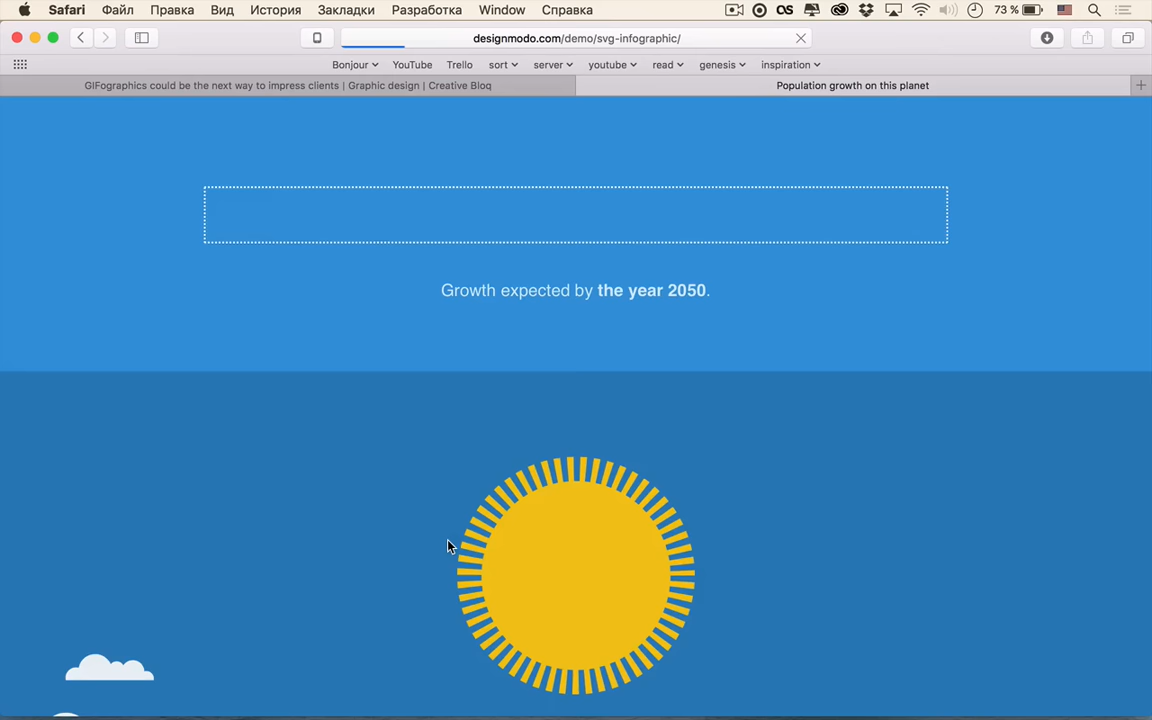 Safari Файл Правка Вид История Закладки Разработка Window Справка 73 %
designmodo.com/demo/svg-infographic/
Bonjour YouTube Trello sort server youtube read genesis inspiration
GIFographics could be the next way to impress clients | Graphic design | Creative Bloq
Population growth on this planet
Growth expected by the year 2050.